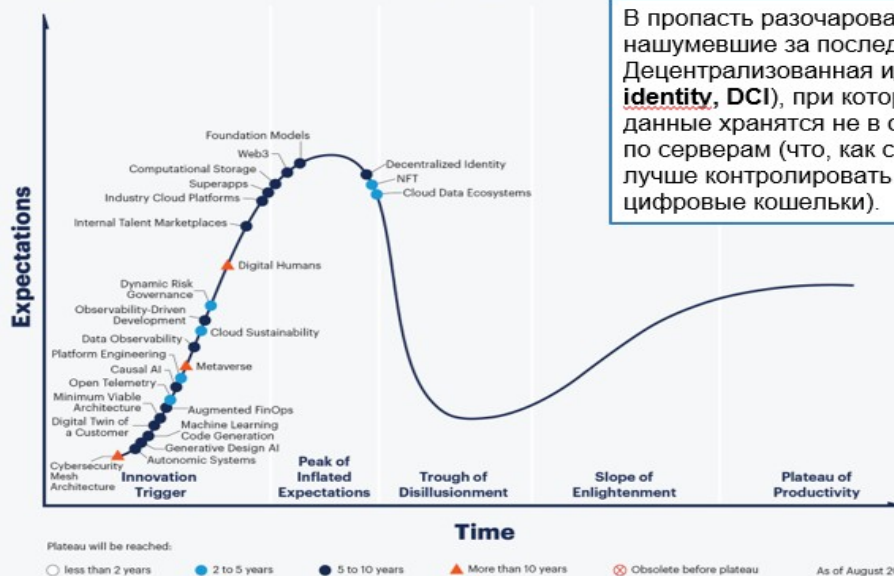 В пропасть
нашумевшие за
Децентрализованная
identity, DCI), при
данные хранятся не в
по серверам (что, как
лучше контролировать
цифровые кошельки).
Expectations
Foundation Models
Web3
Computational Storage
Superapps
Industry Cloud Platforms
Internal Talent Marketplaces
Decentralized Identity
NFT
Cloud Data Ecosystems
Digital Humans
Dynamic Risk
Governance
Observability-Driven
Development
Cloud Sustainability
Data Observability
Platform Engineering
Metaverse
Causal AI
Open Telemetry
Minimum Viable
Architecture
Augmented FinOps
Digital Twin of
a Customer
Machine Learning
Code Generation
Generative Design AI
Autonomic Systems
Cybersecurity
Mesh
Architecture
Innovation
Trigger
Peak of
Inflated
Expectations
Trough of
Disillusionment
Slope of
Enlightenment
Plateau of
Productivity
Time
Plateau will be reached:
less than 2 years
2 to 5 years
5 to 10 years
More than 10 years
Obsolete before plateau
As of August